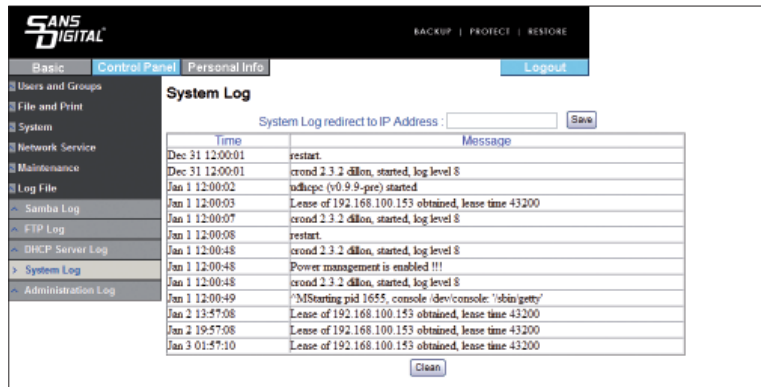 SANS DIGITAL
BACKUP | PROTECT | RESTORE
Basic Control Panel Personal Info Logout
Users and Groups
File and Print
System
Network Service
Maintenance
Log File
Samba Log
FTP Log
DHCP Server Log
> System Log
Administration Log
System Log
System Log redirect to IP Address : Save
Time Message
Dec 31 12:00:01 restart.
Dec 31 12:00:01 crond 2.3.2 dillon, started, log level 8
Jan 1 12:00:02 udhcpc (v0.9.9-pre) started
Jan 1 12:00:03 Lease of 192.168.100.153 obtained, lease time 43200
Jan 1 12:00:07 crond 2.3.2 dillon, started, log level 8
Jan 1 12:00:08 restart.
Jan 1 12:00:48 crond 2.3.2 dillon, started, log level 8
Jan 1 12:00:48 Power management is enabled !!!
Jan 1 12:00:48 crond 2.3.2 dillon, started, log level 8
Jan 1 12:00:49 ^MStarting pid 1655, console /dev/console: '/sbin/getty'
Jan 2 13:57:08 Lease of 192.168.100.153 obtained, lease time 43200
Jan 2 19:57:08 Lease of 192.168.100.153 obtained, lease time 43200
Jan 3 01:57:10 Lease of 192.168.100.153 obtained, lease time 43200
Clean